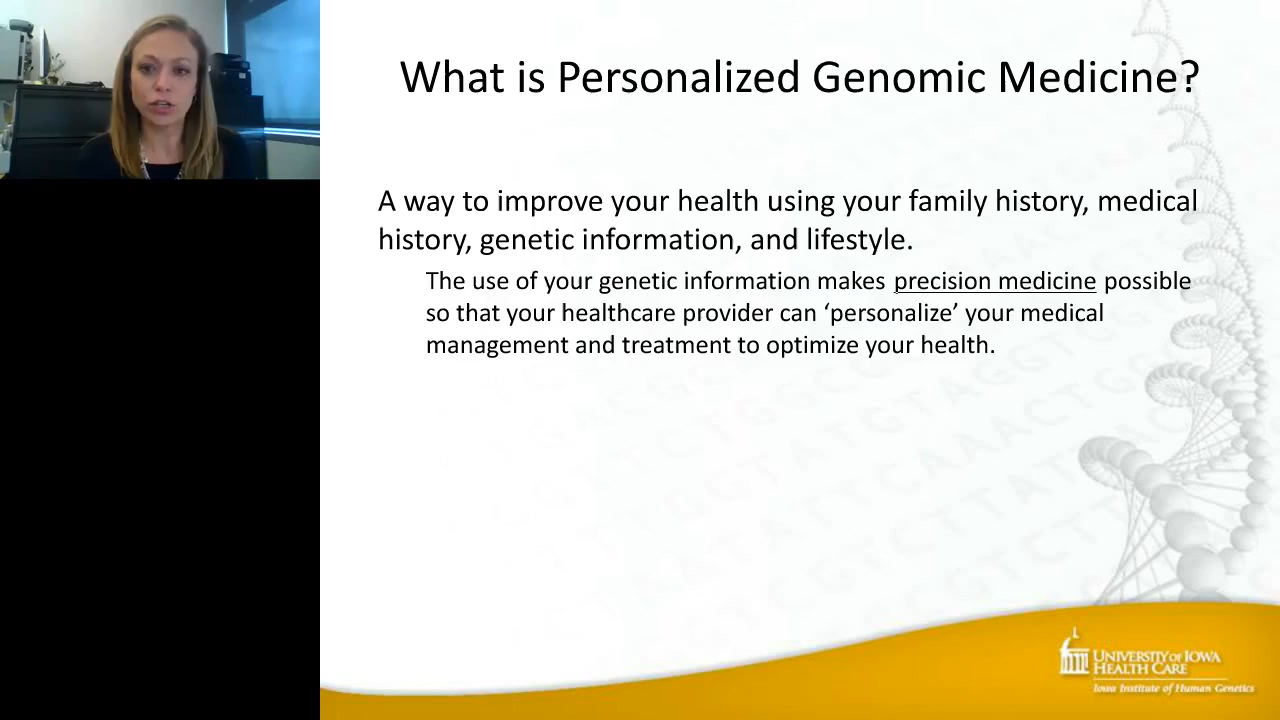 What is Personalized Genomic Medicine?
A way to improve your health using your family history, medical
history, genetic information, and lifestyle.
The use of your genetic information makes precision medicine possible
so that your healthcare provider can ‘personalize’ your medical
management and treatment to optimize your health.
UNIVERSITY OF IOWA
HEALTH CARE
Iowa Institute of Human Genetics